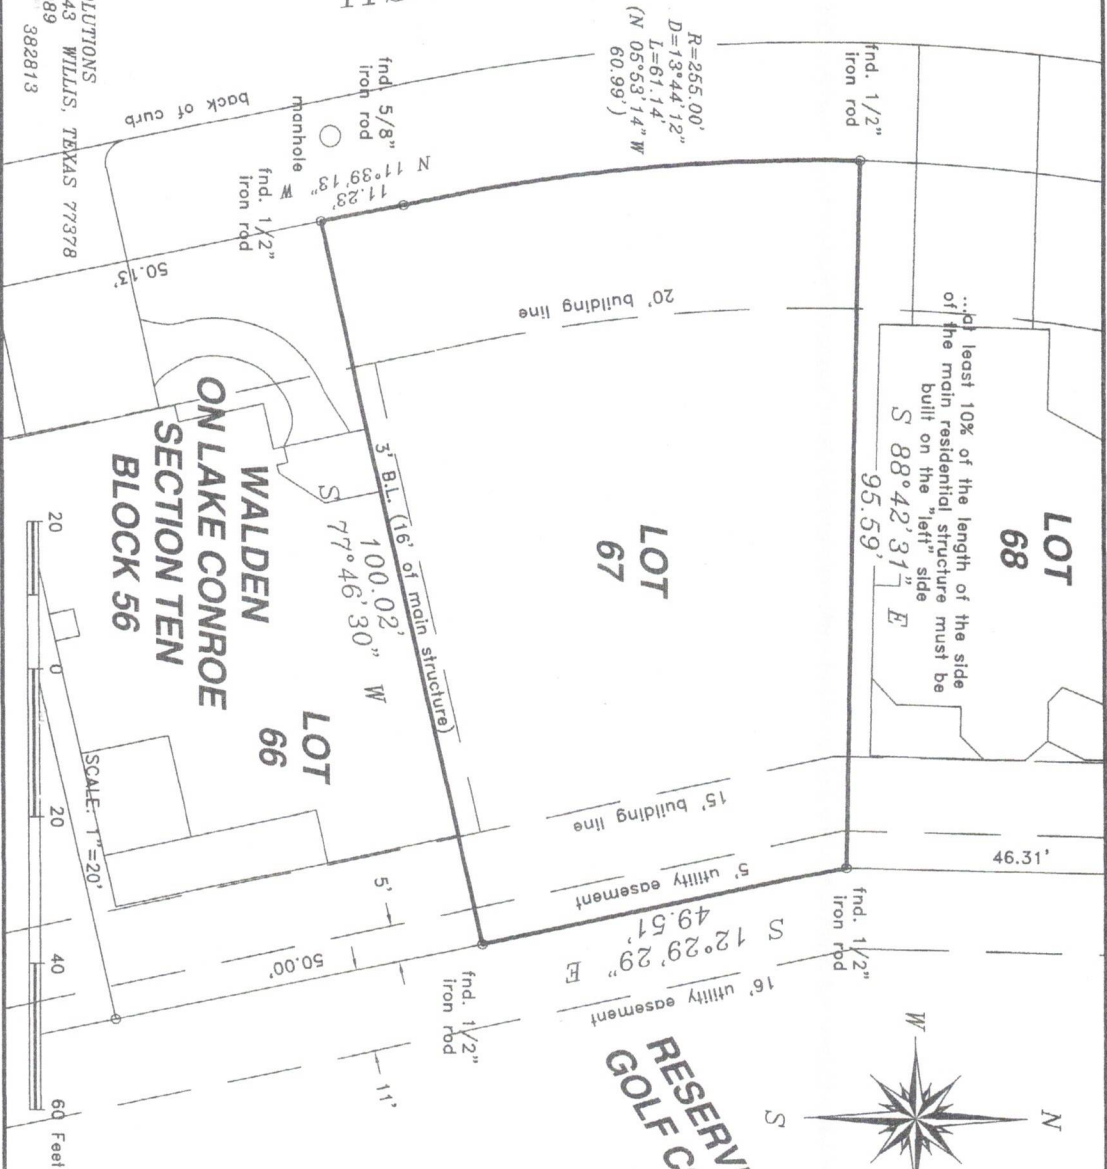 LUTIONS
43 WILLIS, TEXAS 77378
89
382813
back of curb
fnd. 5/8"
iron rod
manhole
N 11°39'13" W
11.23'
fnd. 1/2"
iron rod
50.13'
R=255.00'
D=13°44'12"
L=61.14'
(N 05°53'14" W
60.99')
fnd. 1/2"
iron rod
20' building line
...at least 10% of the length of the side
of the main residential structure must be
built on the "left" side
S 88°42'31" E
95.59'
LOT
68
LOT
67
3' B.L. (16' of main structure)
100.02'
S 77°46'30" W
WALDEN
ON LAKE CONROE
SECTION TEN
BLOCK 56
LOT
66
15' building line
5' utility easement
46.31'
fnd. 1/2"
iron rod
49.51'
S 12°29'29" E
16' utility easement
5'
50.00'
fnd. 1/2"
iron rod
11'
RESERV
GOLF C
N
W
S
20 0 20 40 60 Feet
SCALE: 1"=20'